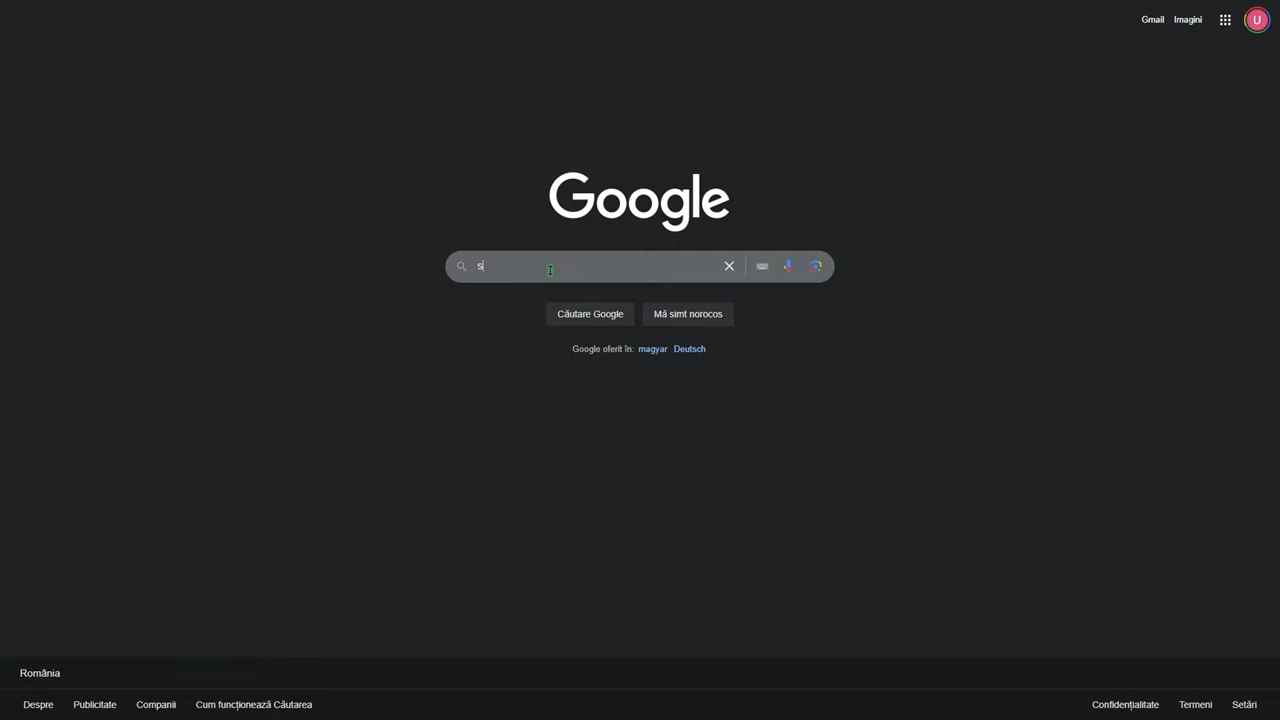 Gmail Imagini U
Google
s
Căutare Google Mă simt norocos
Google oferit în: magyar Deutsch
România
Despre Publicitate Companii Cum funcționează Căutarea Confidențialitate Termeni Setări